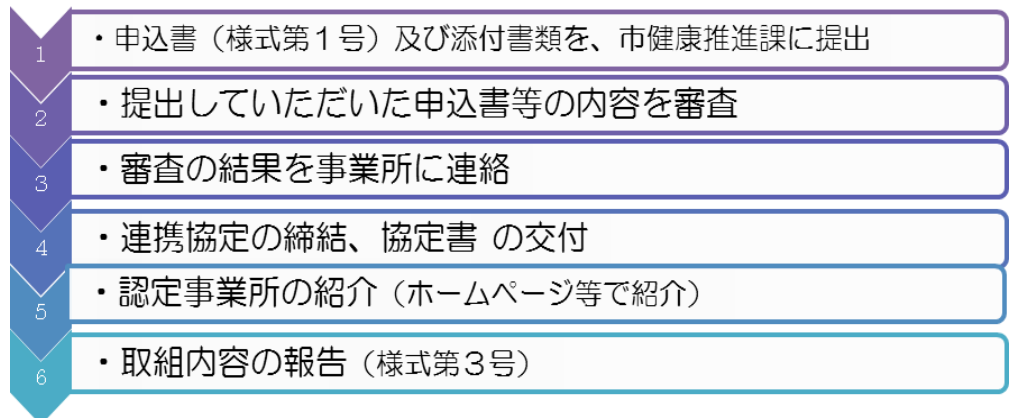 1
・申込書（様式第１号）及び添付書類を、市健康推進課に提出
2
・提出していただいた申込書等の内容を審査
3
・審査の結果を事業所に連絡
4
・連携協定の締結、協定書 の交付
5
・認定事業所の紹介（ホームページ等で紹介）
6
・取組内容の報告（様式第３号）